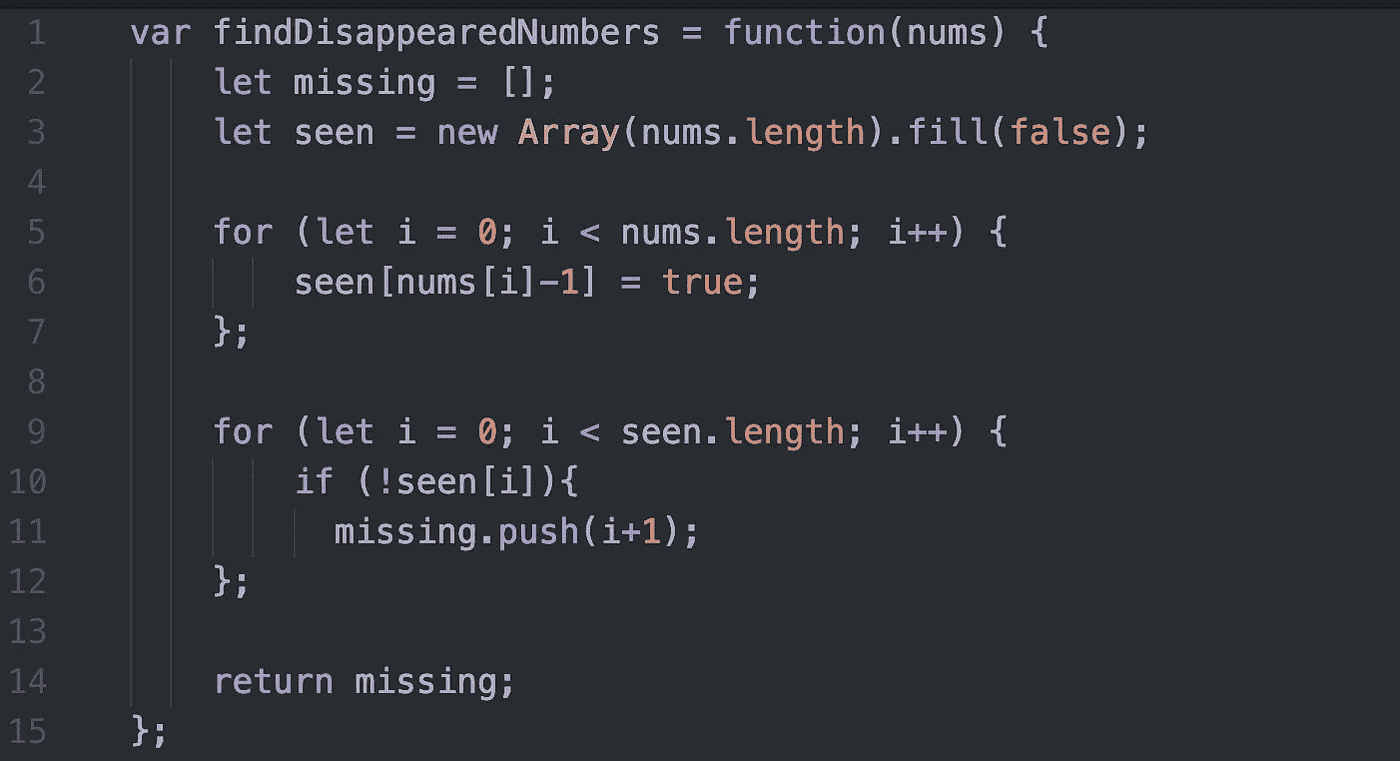 1 var findDisappearedNumbers = function(nums) {
2 let missing = [];
3 let seen = new Array(nums.length).fill(false);
4
5 for (let i = 0; i < nums.length; i++) {
6 seen[nums[i]-1] = true;
7 };
8
9 for (let i = 0; i < seen.length; i++) {
10 if (!seen[i]){
11 missing.push(i+1);
12 };
13
14 return missing;
15 };